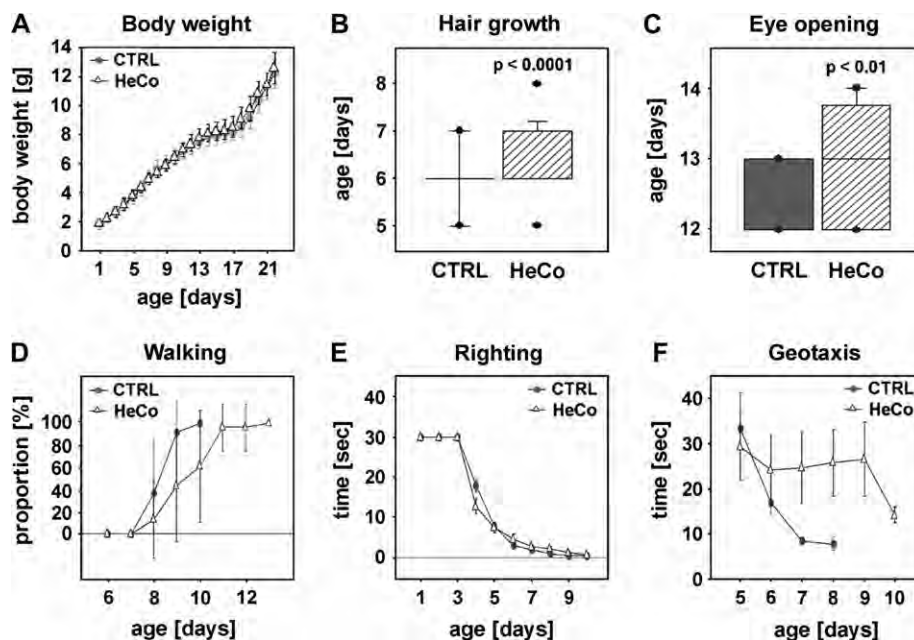 A Body weight
14
12
10
8
6
4
2
0
body weight [g]
CTRL
HeCo
1 5 9 13 17 21
age [days]
B Hair growth
p < 0.0001
8
7
6
5
age [days]
CTRL HeCo
C Eye opening
p < 0.01
14
13
12
age [days]
CTRL HeCo
D Walking
CTRL
HeCo
100
80
60
40
20
0
proportion [%]
6 8 10 12
age [days]
E Righting
CTRL
HeCo
40
30
20
10
0
time [sec]
1 3 5 7 9
age [days]
F Geotaxis
CTRL
HeCo
40
30
20
10
0
time [sec]
5 6 7 8 9 10
age [days]